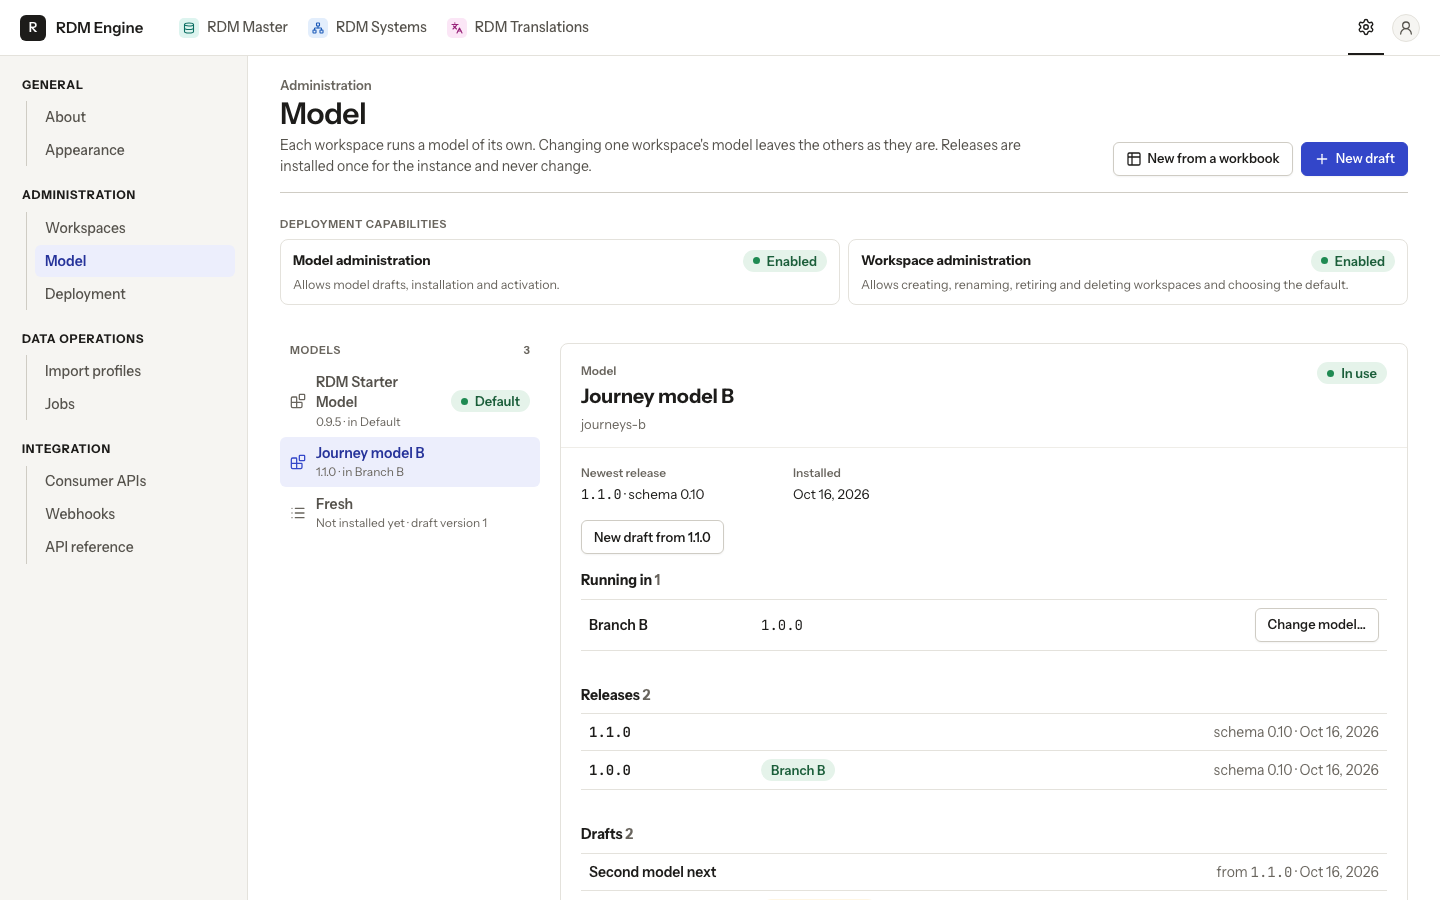 R RDM Engine RDM Master RDM Systems RDM Translations
GENERAL
About
Appearance
ADMINISTRATION
Workspaces
Model
Deployment
DATA OPERATIONS
Import profiles
Jobs
INTEGRATION
Consumer APIs
Webhooks
API reference
Administration
Model
Each workspace runs a model of its own. Changing one workspace's model leaves the others as they are. Releases are
installed once for the instance and never change.
New from a workbook New draft
DEPLOYMENT CAPABILITIES
Model administration Enabled
Allows model drafts, installation and activation.
Workspace administration Enabled
Allows creating, renaming, retiring and deleting workspaces and choosing the default.
MODELS 3
RDM Starter
Model Default
0.9.5 · in Default
Journey model B
1.1.0 · in Branch B
Fresh
Not installed yet · draft version 1
Model
In use
Journey model B
journeys-b
Newest release Installed
1.1.0 · schema 0.10 Oct 16, 2026
New draft from 1.1.0
Running in 1
Branch B 1.0.0 Change model...
Releases 2
1.1.0 schema 0.10 · Oct 16, 2026
1.0.0 Branch B schema 0.10 · Oct 16, 2026
Drafts 2
Second model next from 1.1.0 · Oct 16, 2026